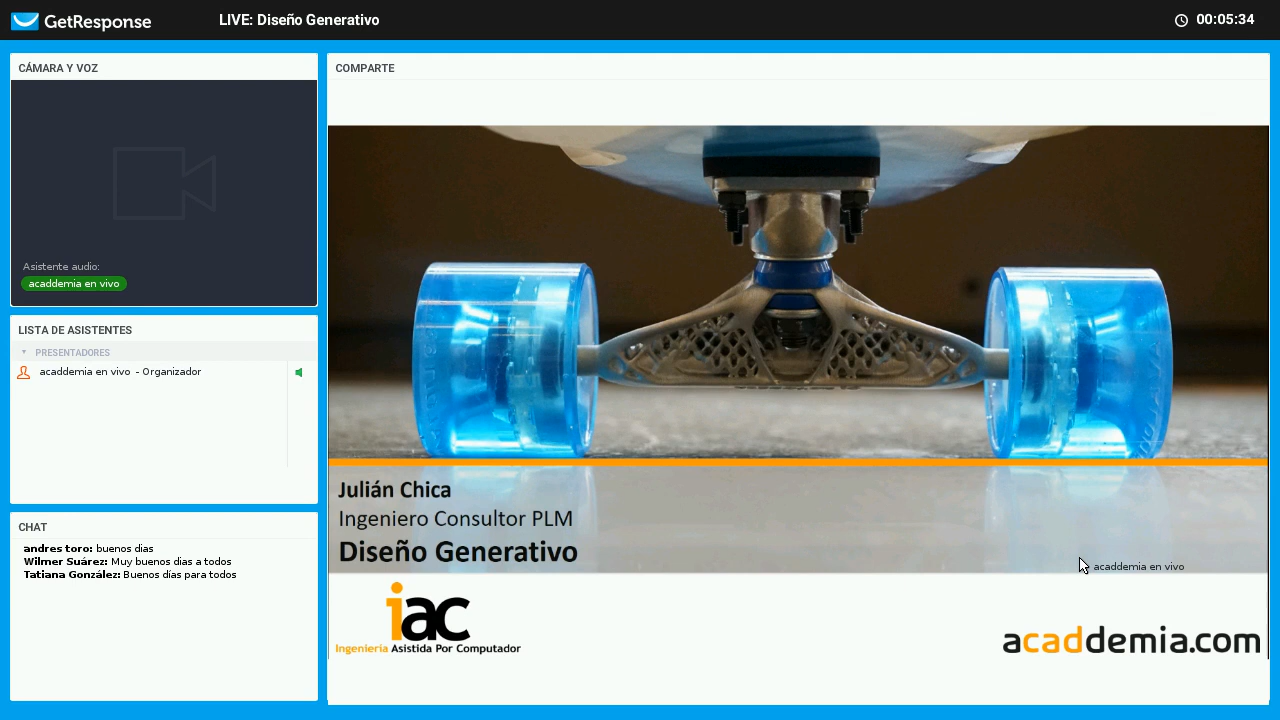 GetResponse
LIVE: Diseño Generativo
00:05:34
CÁMARA Y VOZ
Asistente audio:
acaddemia en vivo
LISTA DE ASISTENTES
PRESENTADORES
acaddemia en vivo - Organizador
CHAT
andres toro: buenos dias
Wilmer Suárez: Muy buenos dias a todos
Tatiana González: Buenos días para todos
COMPARTE
Julián Chica
Ingeniero Consultor PLM
Diseño Generativo
acaddemia en vivo
iac
Ingeniería Asistida Por Computador
acaddemia.com